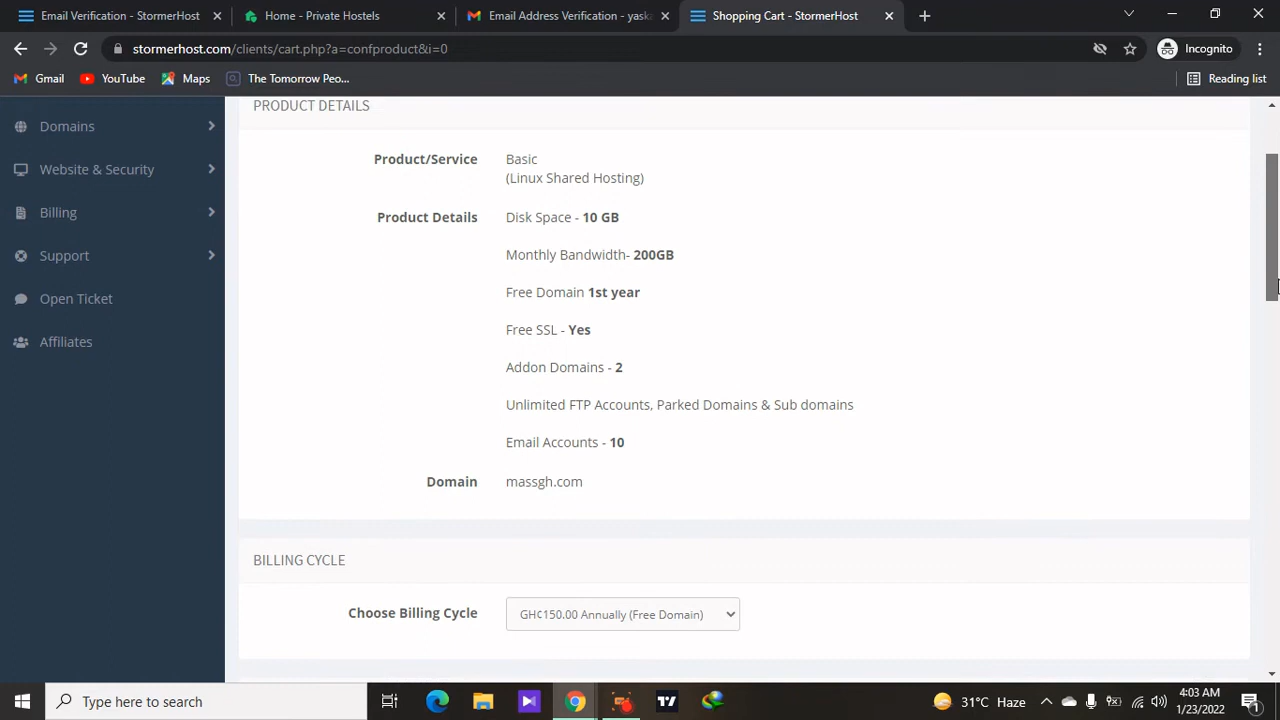 Email Verification - StormerHost
Home - Private Hostels
Email Address Verification - yaska
Shopping Cart - StormerHost
stormerhost.com/clients/cart.php?a=confproduct&i=0
Incognito
Gmail
YouTube
Maps
The Tomorrow Peo...
Reading list
PRODUCT DETAILS
Domains
Website & Security
Billing
Support
Open Ticket
Affiliates
Product/Service
Basic
(Linux Shared Hosting)
Product Details
Disk Space - 10 GB
Monthly Bandwidth- 200GB
Free Domain 1st year
Free SSL - Yes
Addon Domains - 2
Unlimited FTP Accounts, Parked Domains & Sub domains
Email Accounts - 10
Domain
massgh.com
BILLING CYCLE
Choose Billing Cycle
GH¢150.00 Annually (Free Domain)
Type here to search
31°C Haze
4:03 AM
1/23/2022